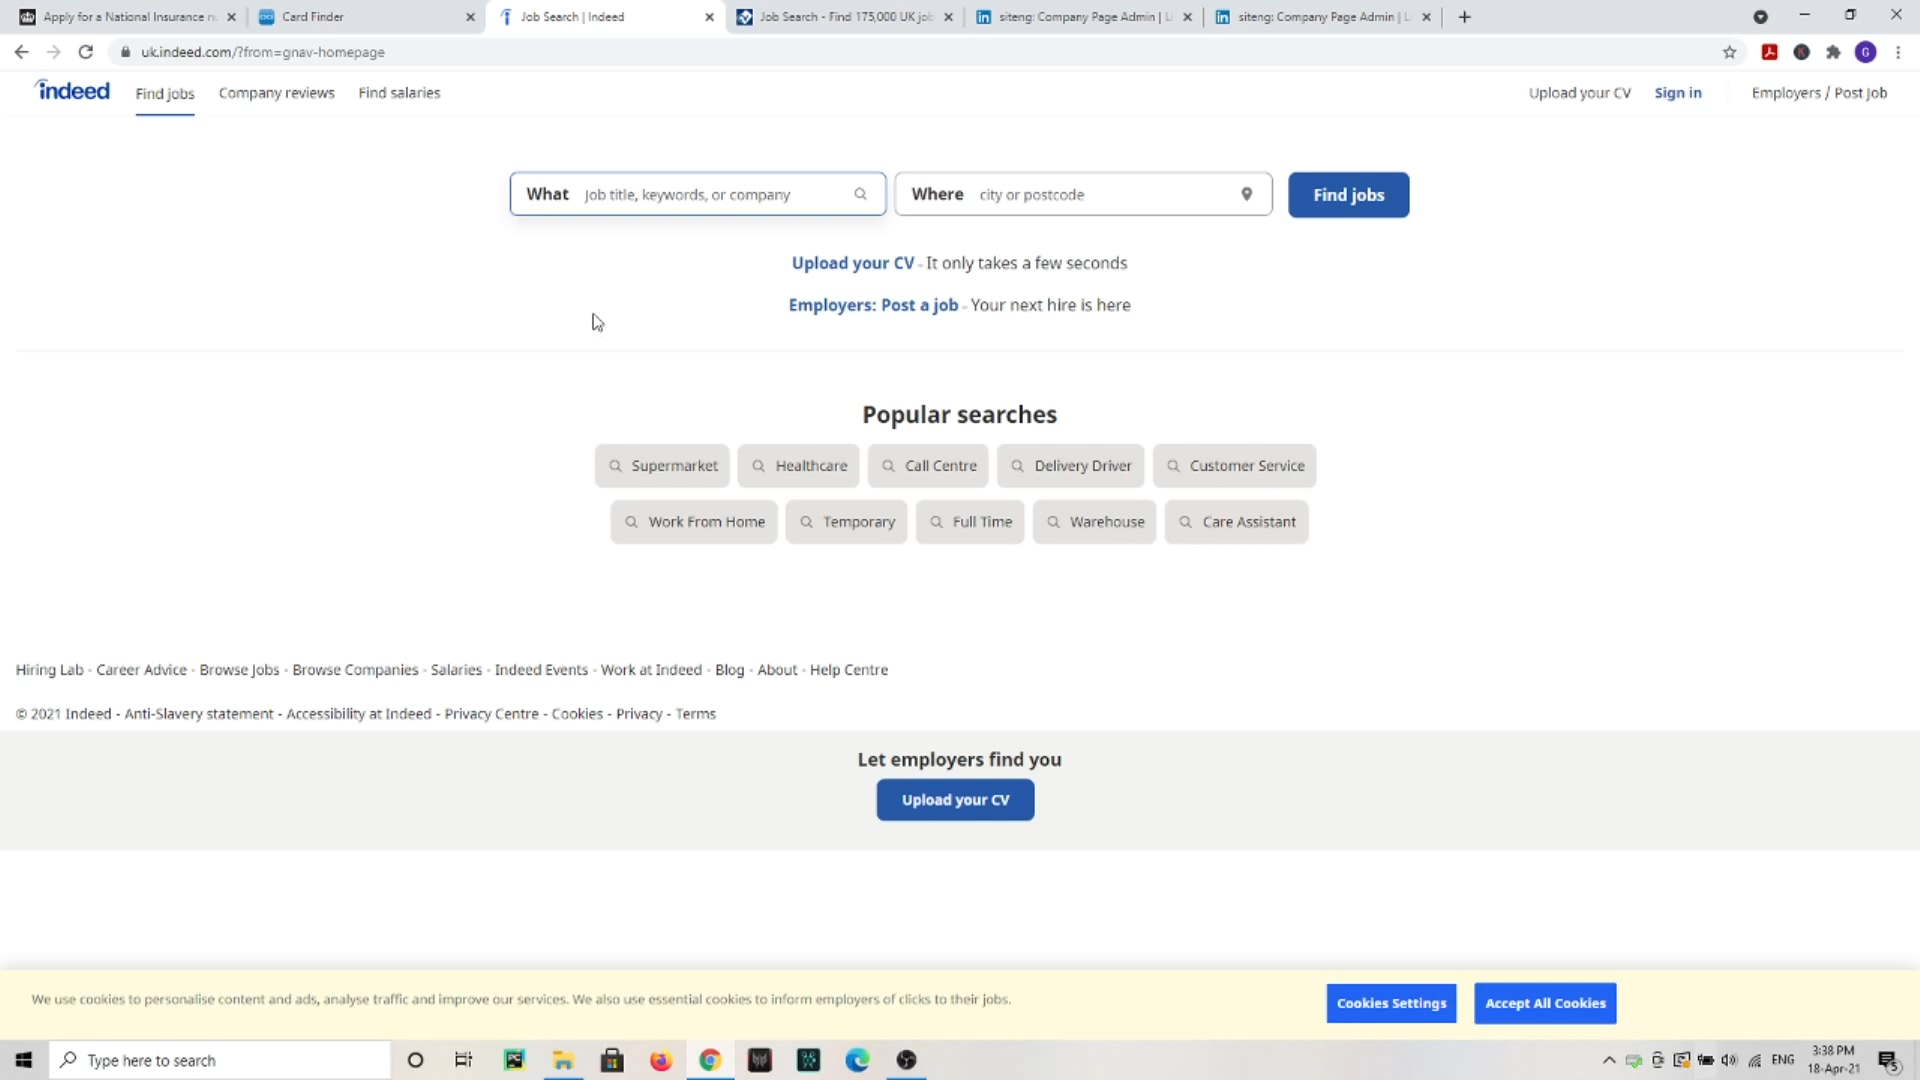 Apply for a National Insurance n
Card Finder
Job Search | Indeed
Job Search - Find 175,000 UK job
siteng: Company Page Admin | Li
siteng: Company Page Admin | Li
uk.indeed.com/?from=gnav-homepage
G
indeed
Find jobs
Company reviews
Find salaries
Upload your CV
Sign in
Employers / Post Job
What Job title, keywords, or company
Where city or postcode
Find jobs
Upload your CV - It only takes a few seconds
Employers: Post a job - Your next hire is here
Popular searches
Supermarket
Healthcare
Call Centre
Delivery Driver
Customer Service
Work From Home
Temporary
Full Time
Warehouse
Care Assistant
Hiring Lab - Career Advice - Browse Jobs - Browse Companies - Salaries - Indeed Events - Work at Indeed - Blog - About - Help Centre
© 2021 Indeed - Anti-Slavery statement - Accessibility at Indeed - Privacy Centre - Cookies - Privacy - Terms
Let employers find you
Upload your CV
We use cookies to personalise content and ads, analyse traffic and improve our services. We also use essential cookies to inform employers of clicks to their jobs.
Cookies Settings
Accept All Cookies
Type here to search
PC
ENG
3:38 PM
18-Apr-21
5